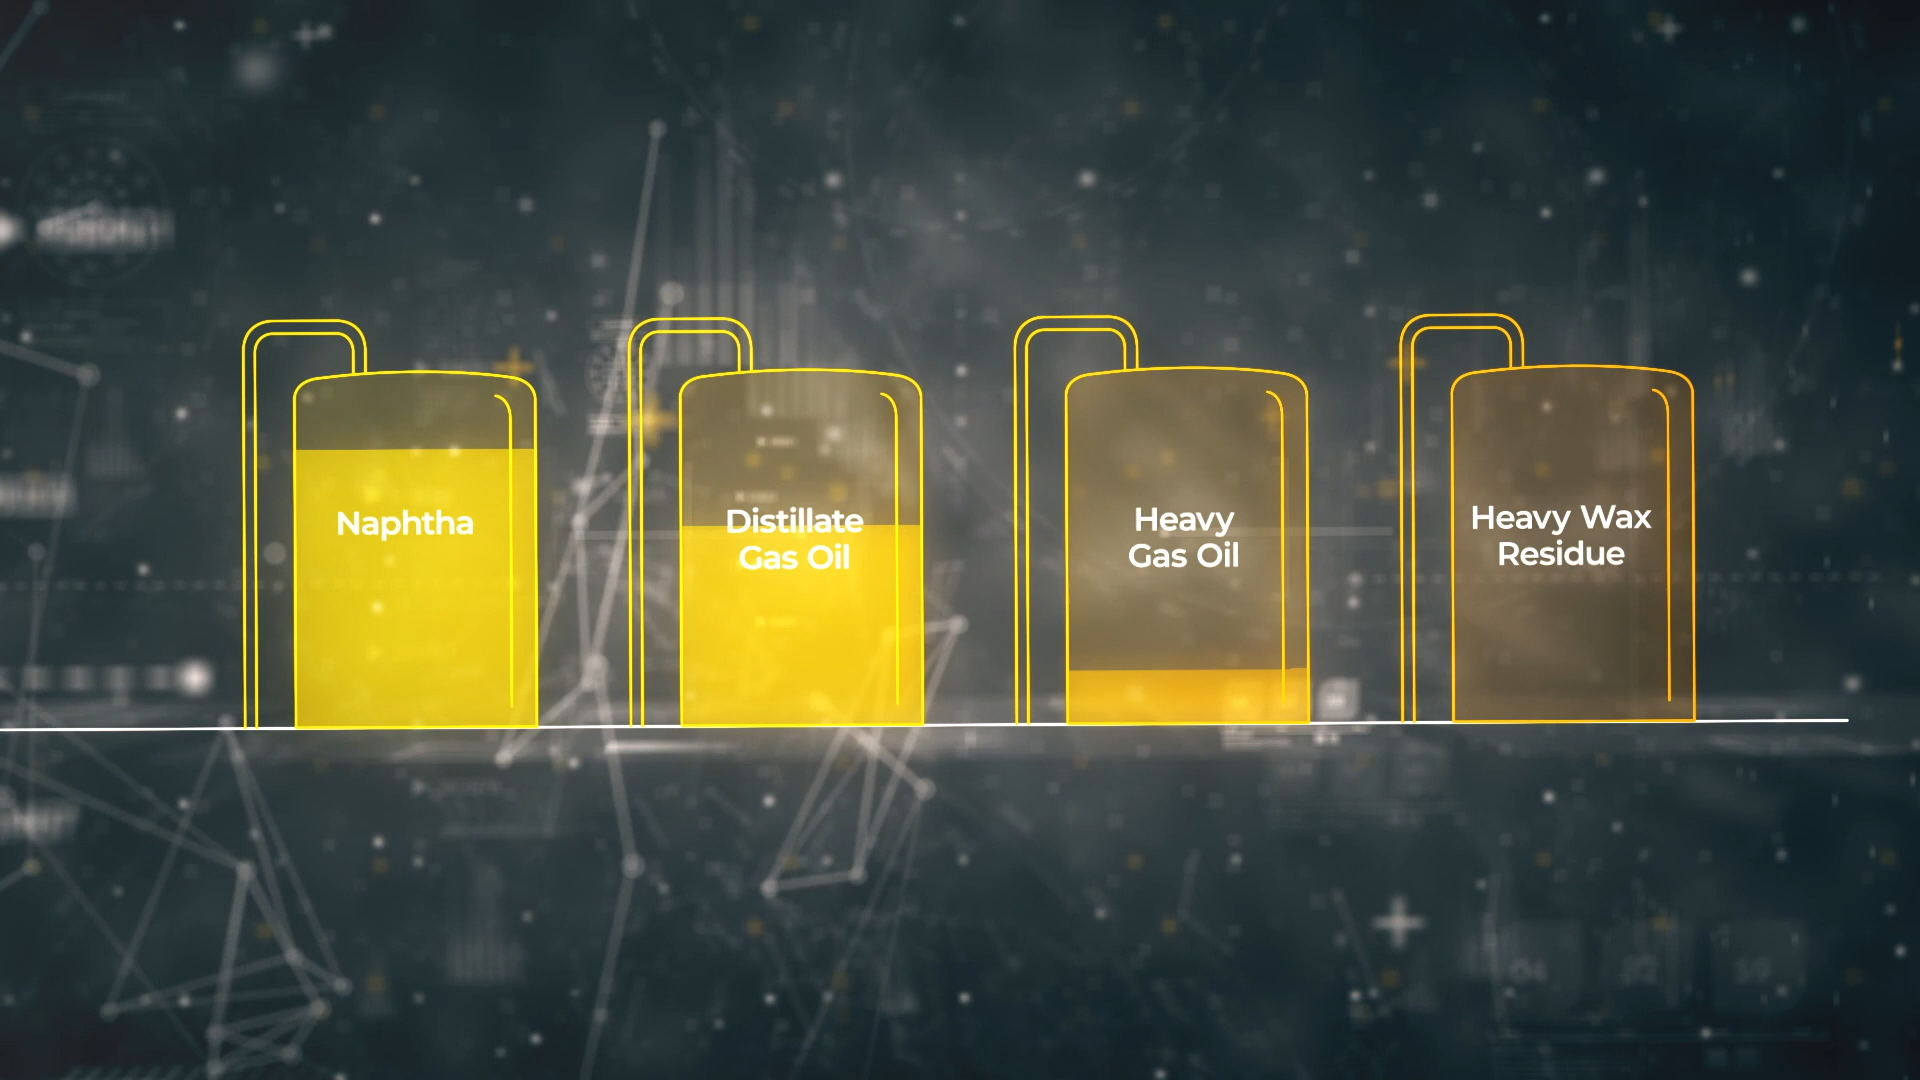 Naphtha
Distillate
Gas Oil
Heavy
Gas Oil
Heavy Wax
Residue